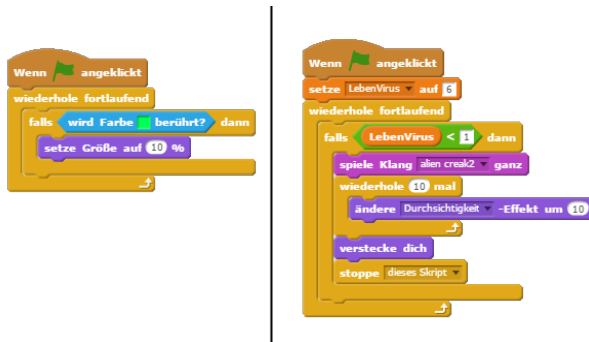 Wenn angeklickt
wiederhole fortlaufend
falls wird Farbe berührt? dann
setze Größe auf 10 %
Wenn angeklickt
setze LebenVirus auf 6
wiederhole fortlaufend
falls LebenVirus < 1 dann
spiele Klang alien creak2 ganz
wiederhole 10 mal
ändere Durchsichtigkeit -Effekt um 10
verstecke dich
stoppe dieses Skript